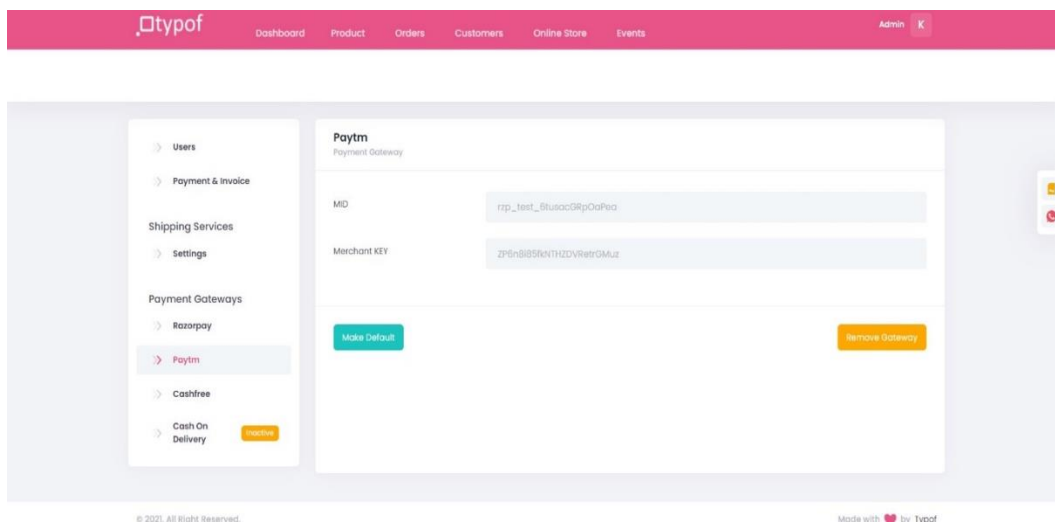 typof
Dashboard Product Orders Customers Online Store Events
Admin K
Users
Payment & Invoice
Shipping Services
Settings
Payment Gateways
Razorpay
Paytm
Cashfree
Cash On
Delivery
Inactive
Paytm
Payment Gateway
MID
Merchant KEY
Make Default
Remove Gateway
© 2021, All Right Reserved.
Made with by Typof